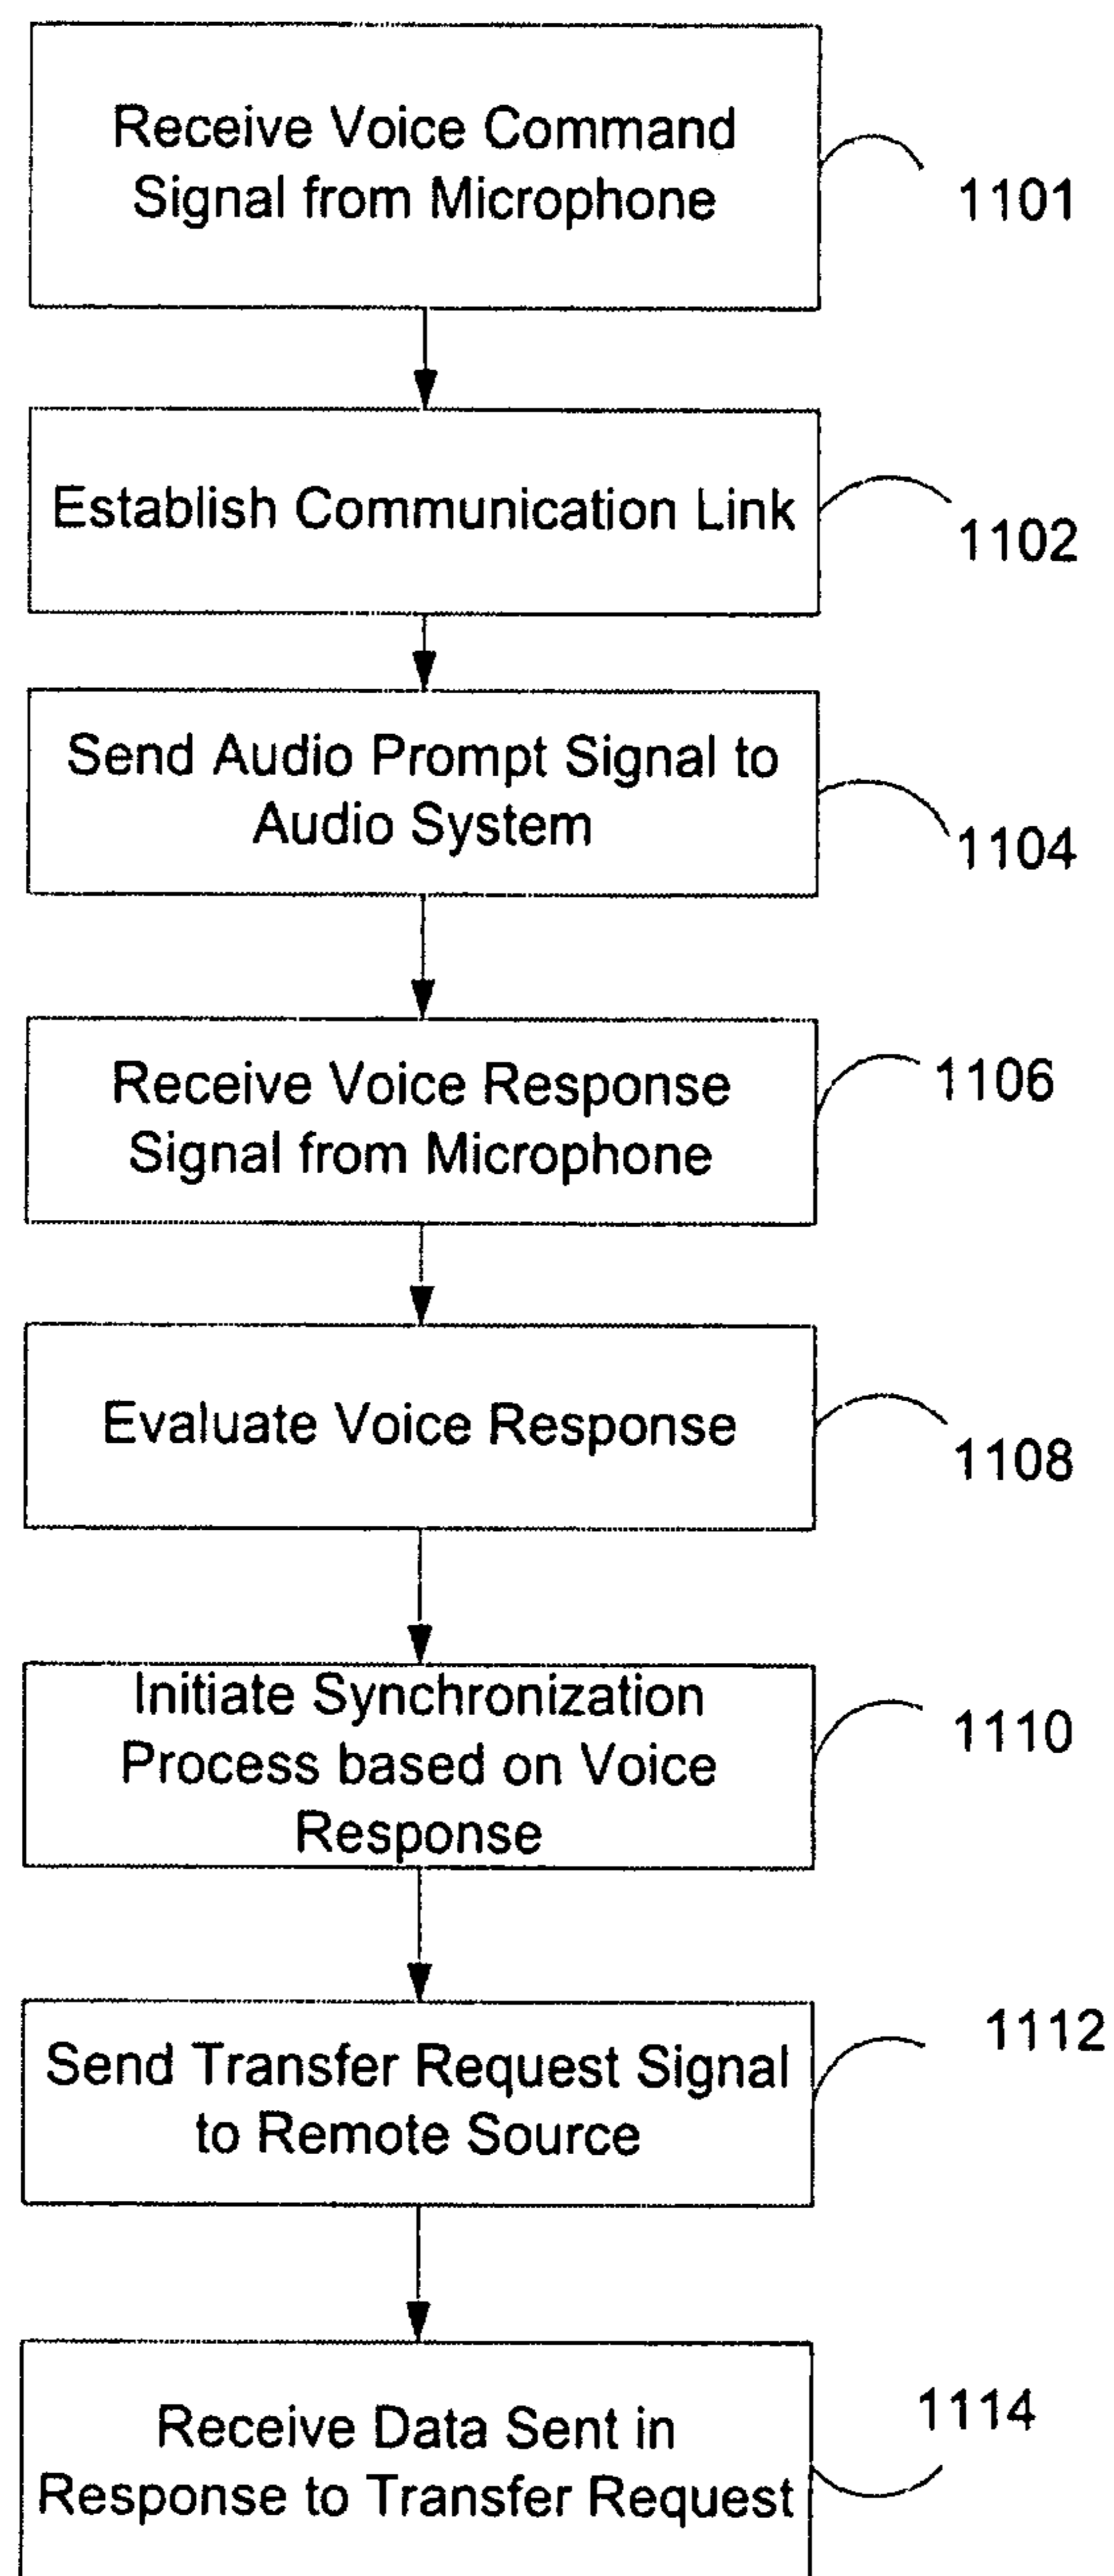 Receive Voice Command
Signal from Microphone
1101
Establish Communication Link
1102
Send Audio Prompt Signal to
Audio System
1104
Receive Voice Response
Signal from Microphone
1106
Evaluate Voice Response
1108
Initiate Synchronization
Process based on Voice
Response
1110
Send Transfer Request Signal
to Remote Source
1112
Receive Data Sent in
Response to Transfer Request
1114